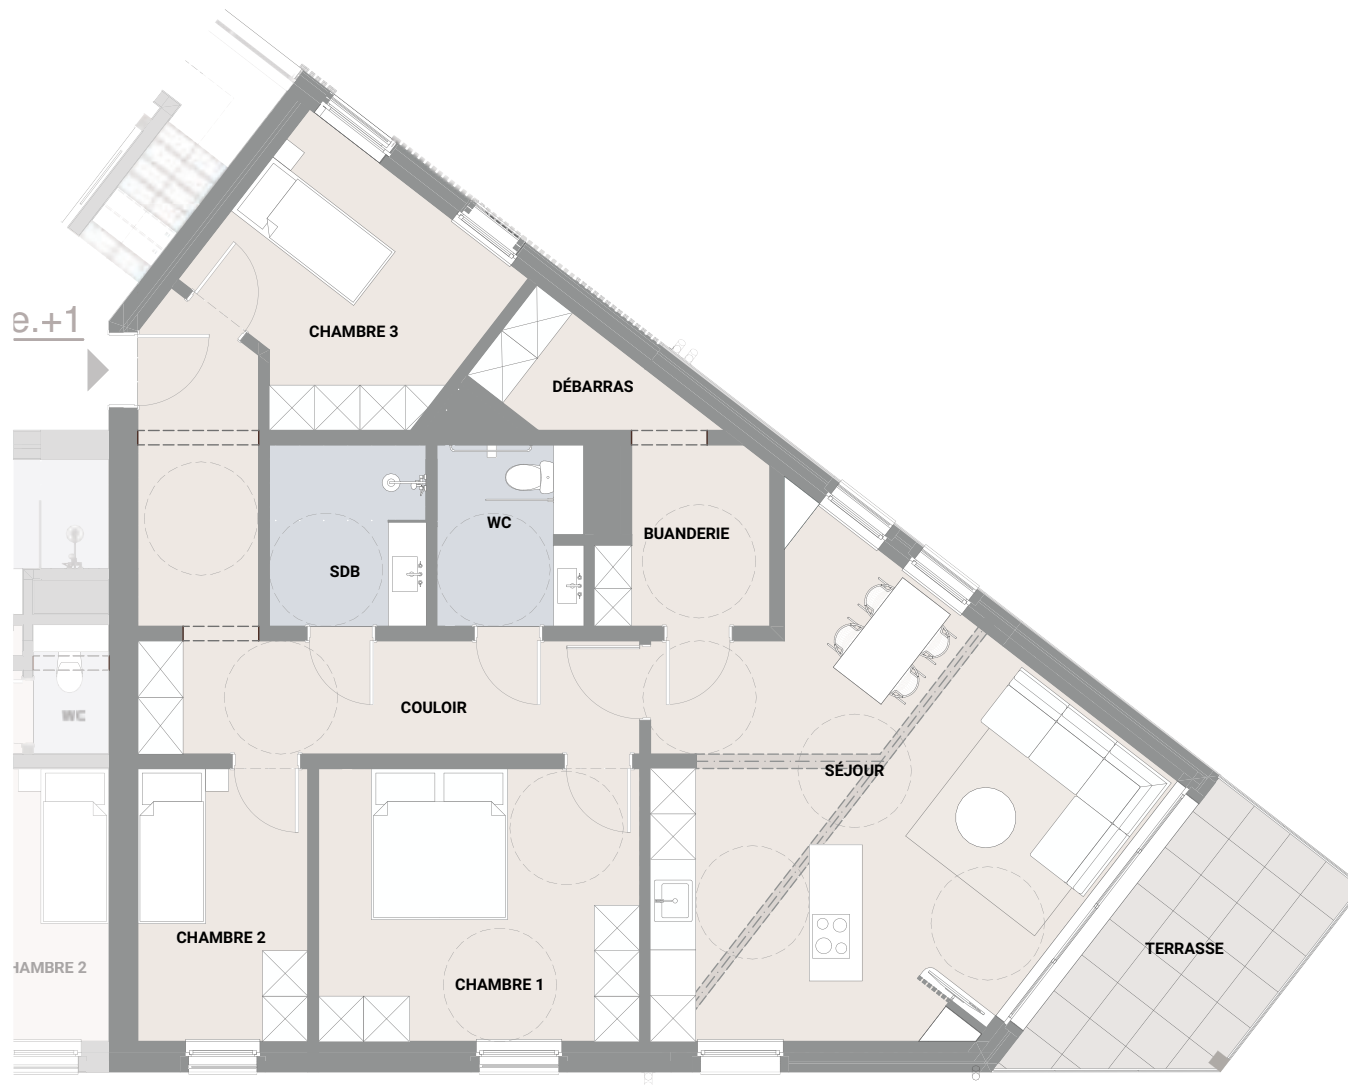 e.+1
CHAMBRE 3
DÉBARRAS
WC
BUANDERIE
SDB
COULOIR
WC
SÉJOUR
CHAMBRE 2
HAMBRE 2
CHAMBRE 1
TERRASSE